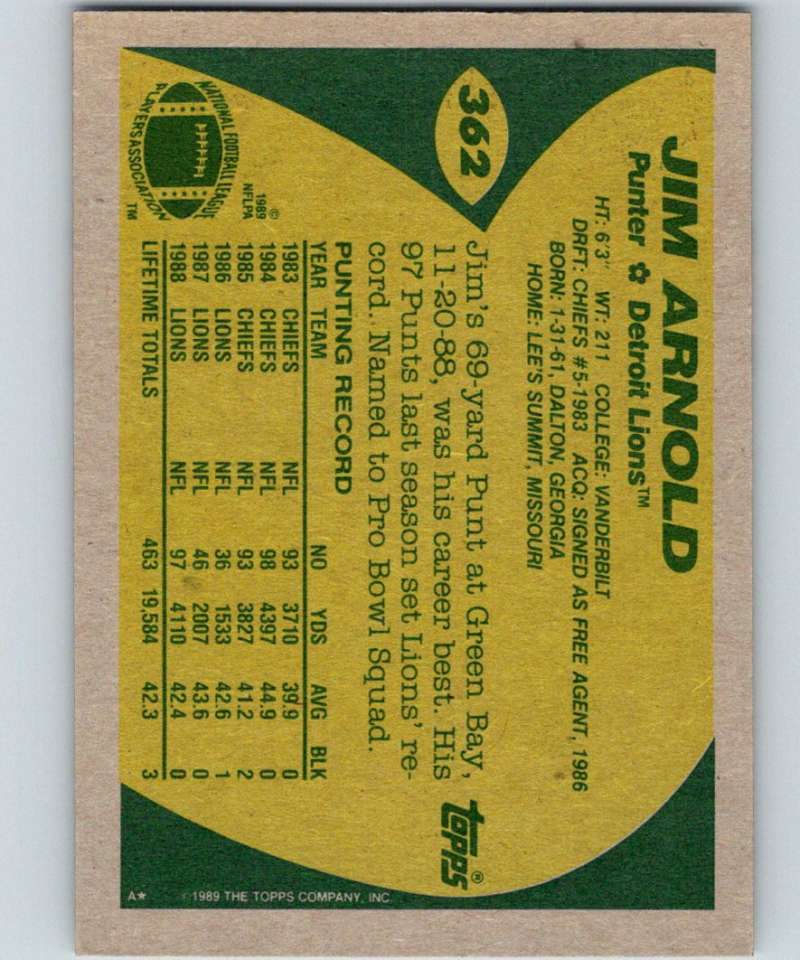 362
JIM ARNOLD
Punter ✿ Detroit Lions™
HT: 6'3" WT: 211 COLLEGE: VANDERBILT
DRFT: CHIEFS #5-1983 ACQ: SIGNED AS FREE AGENT, 1986
BORN: 1-31-61, DALTON, GEORGIA
HOME: LEE'S SUMMIT, MISSOURI
Jim's 69-yard Punt at Green Bay,
11-20-88, was his career best. His
97 Punts last season set Lions' re-
cord. Named to Pro Bowl Squad.
PUNTING RECORD
YEAR TEAM NO YDS AVG BLK
1983 CHIEFS NFL 93 3710 39.9 0
1984 CHIEFS NFL 98 4397 44.9 0
1985 CHIEFS NFL 93 3827 41.2 2
1986 LIONS NFL 36 1533 42.6 1
1987 LIONS NFL 46 2007 43.6 0
1988 LIONS NFL 97 4110 42.4 0
LIFETIME TOTALS 463 19,584 42.3 3
NATIONAL FOOTBALL LEAGUE
PLAYERS ASSOCIATION
™
©
1989
NFLPA
topps®
A★ ©1989 THE TOPPS COMPANY, INC.